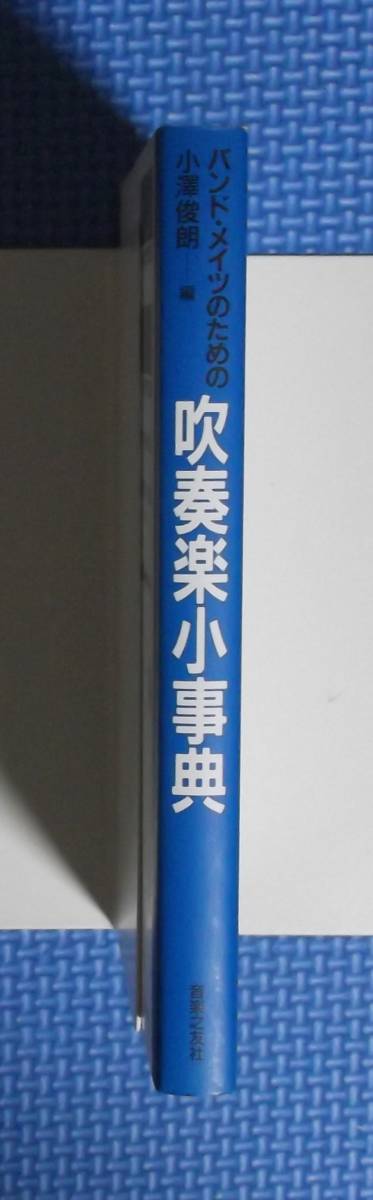 バンド・メイツのための
小澤俊朗 編
吹奏楽小事典
音楽之友社